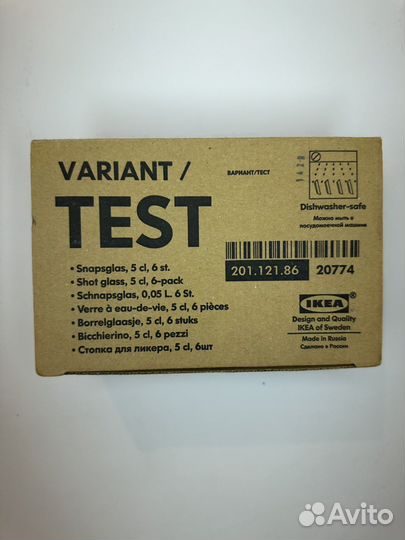 VARIANT /
TEST
ВАРИАНТ/ТЕСТ
Dishwasher-safe
Можно мыть в
посудомоечной машине
201.121.86 20774
• Snapsglas, 5 cl, 6 st.
• Shot glass, 5 cl, 6-pack
• Schnapsglas, 0,05 L. 6 St.
• Verre à eau-de-vie, 5 cl, 6 pièces
• Borrelglaasje, 5 cl, 6 stuks
• Bicchierino, 5 cl, 6 pezzi
• Стопка для ликера, 5 cl, 6шт
IKEA®
Design and Quality
IKEA of Sweden
Made in Russia
Сделано в России
Avito